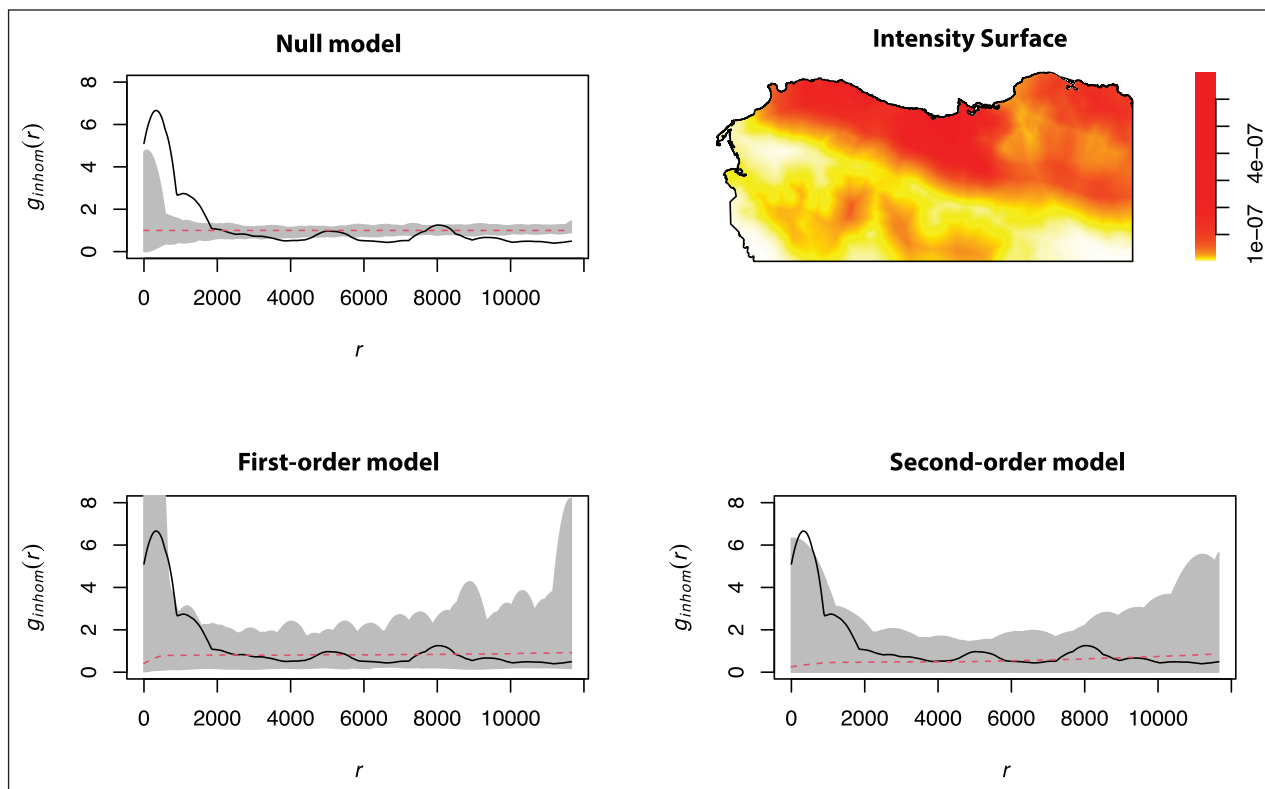 Null model
8
6
4
2
0
g_inhom(r)
0 2000 4000 6000 8000 10000
r
Intensity Surface
4e-07
1e-07
First-order model
8
6
4
2
0
g_inhom(r)
0 2000 4000 6000 8000 10000
r
Second-order model
8
6
4
2
0
g_inhom(r)
0 2000 4000 6000 8000 10000
r